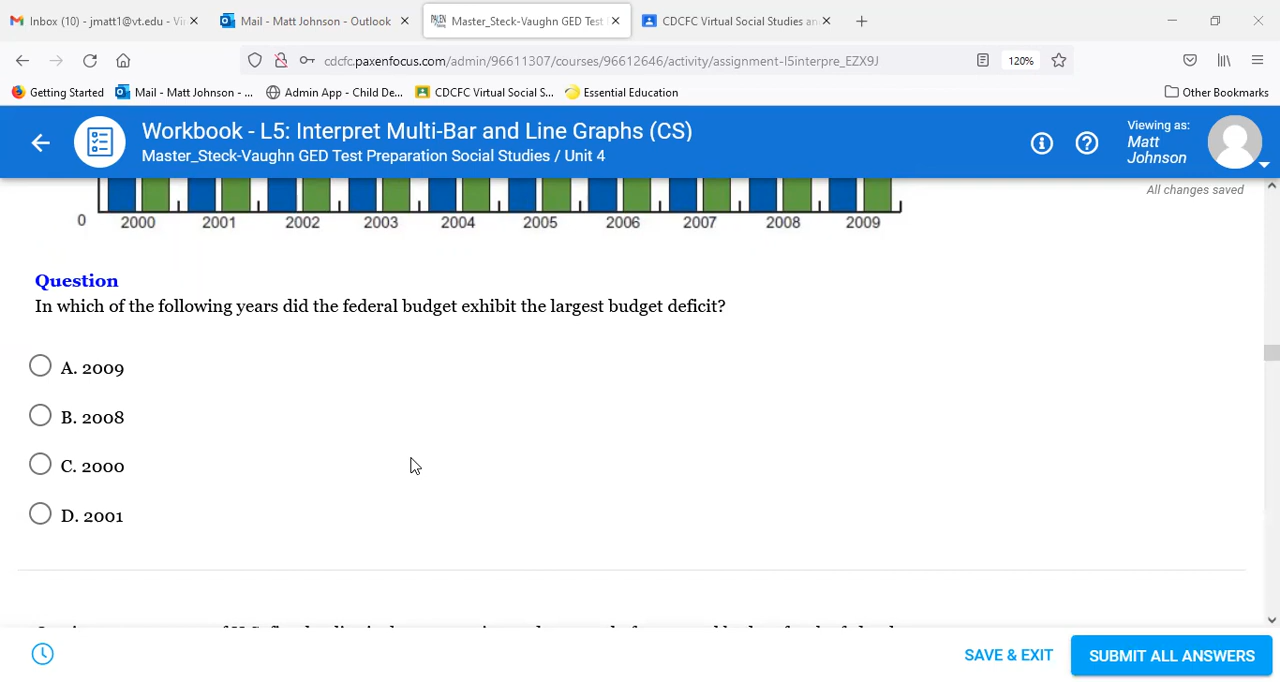 Inbox (10) - jmatt1@vt.edu - Vi
Mail - Matt Johnson - Outlook
Master_Steck-Vaughn GED Test
CDCFC Virtual Social Studies an
cdcfc.paxenfocus.com/admin/96611307/courses/96612646/activity/assignment-l5interpre_EZX9J
120%
Getting Started
Mail - Matt Johnson - ...
Admin App - Child De...
CDCFC Virtual Social S...
Essential Education
Other Bookmarks
Workbook - L5: Interpret Multi-Bar and Line Graphs (CS)
Master_Steck-Vaughn GED Test Preparation Social Studies / Unit 4
Viewing as:
Matt
Johnson
All changes saved
0
2000 2001 2002 2003 2004 2005 2006 2007 2008 2009
Question
In which of the following years did the federal budget exhibit the largest budget deficit?
A. 2009
B. 2008
C. 2000
D. 2001
SAVE & EXIT
SUBMIT ALL ANSWERS